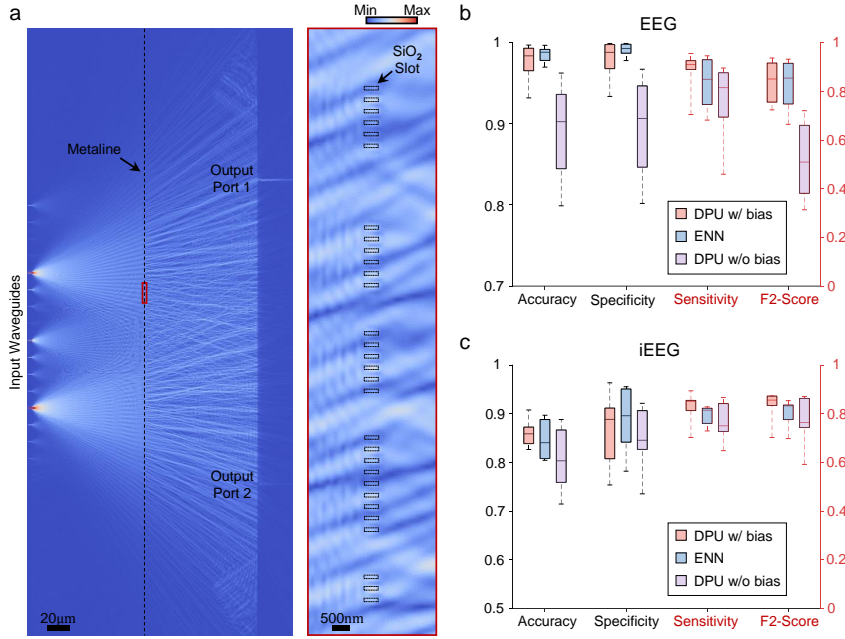 a
Min Max
SiO2
Slot
Metaline
Output
Port 1
Input Waveguides
Output
Port 2
20μm
500nm
b
EEG
1
0.9
0.8
0.7
1
0.8
0.6
0.4
0.2
0
DPU w/ bias
ENN
DPU w/o bias
Accuracy Specificity Sensitivity F2-Score
c
iEEG
1
0.9
0.8
0.7
0.6
0.5
1
0.8
0.6
0.4
0.2
0
DPU w/ bias
ENN
DPU w/o bias
Accuracy Specificity Sensitivity F2-Score